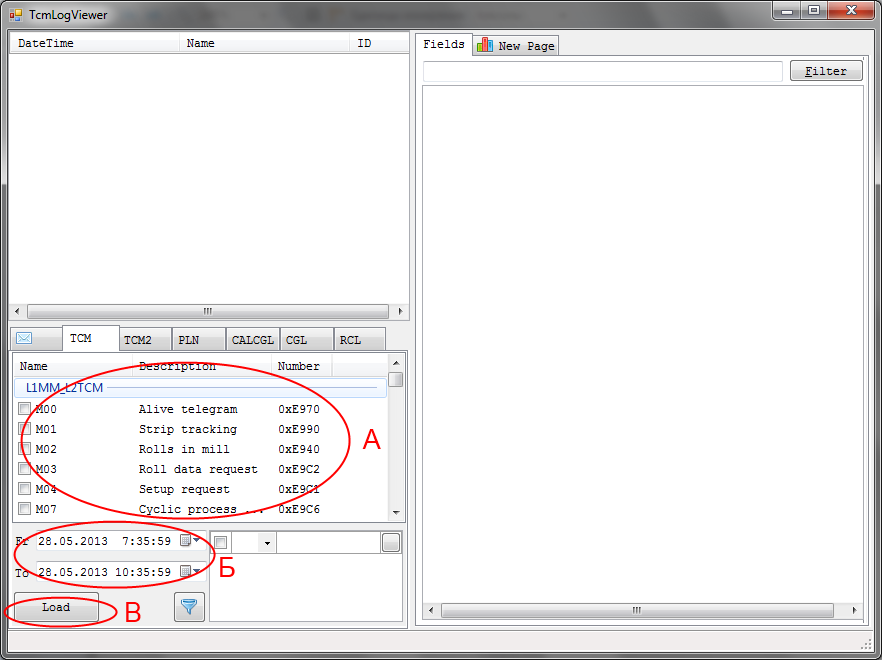 TcmLogViewer
DateTime Name ID
Fields New Page
Filter
TCM TCM2 PLN CALCGL CGL RCL
Name Description Number
L1MM_L2TCM
M00 Alive telegram 0xE970
M01 Strip tracking 0xE990
M02 Rolls in mill 0xE940
M03 Roll data request 0xE9C2
M04 Setup request 0xE9C1
M07 Cyclic process ... 0xE9C6
А
Fr 28.05.2013 7:35:59
To 28.05.2013 10:35:59
Б
Load
В